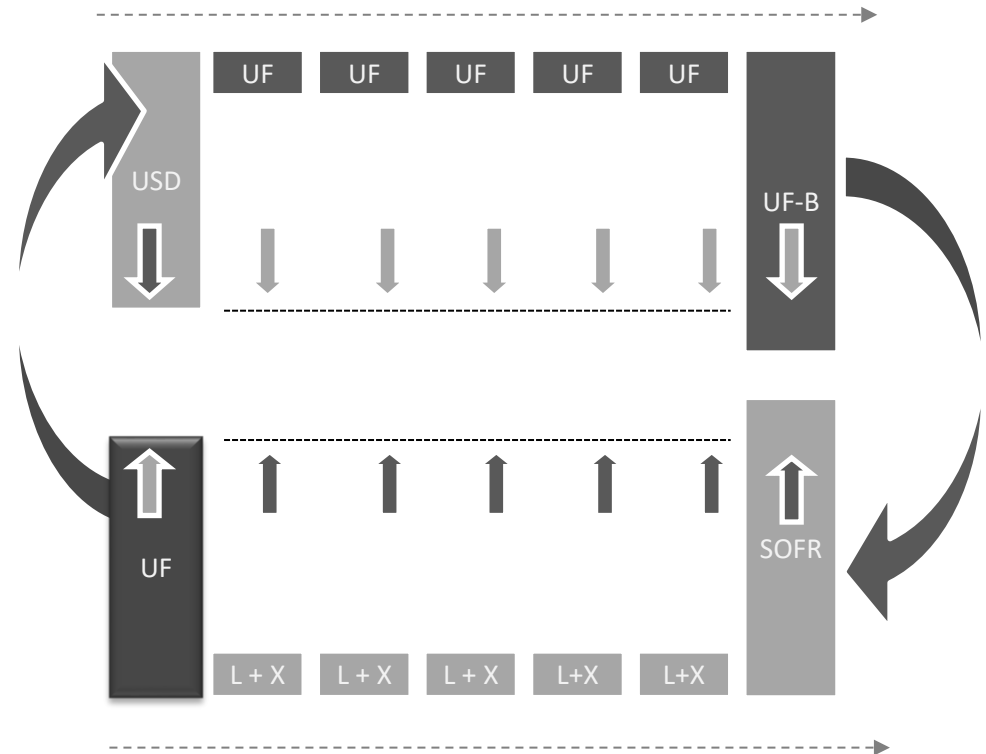 UF UF UF UF UF
USD
UF-B
SOFR
UF
L + X L + X L + X L+X L+X